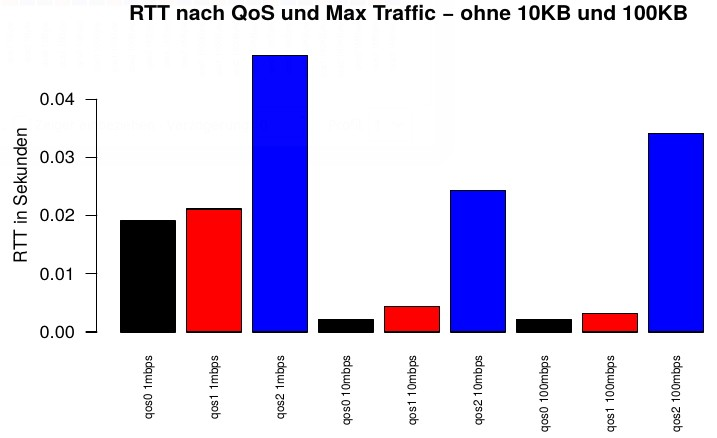 RTT nach QoS und Max Traffic − ohne 10KB und 100KB
RTT in Sekunden
0.04
0.03
0.02
0.01
0.00
qos0 1mbps
qos1 1mbps
qos2 1mbps
qos0 10mbps
qos1 10mbps
qos2 10mbps
qos0 100mbps
qos1 100mbps
qos2 100mbps